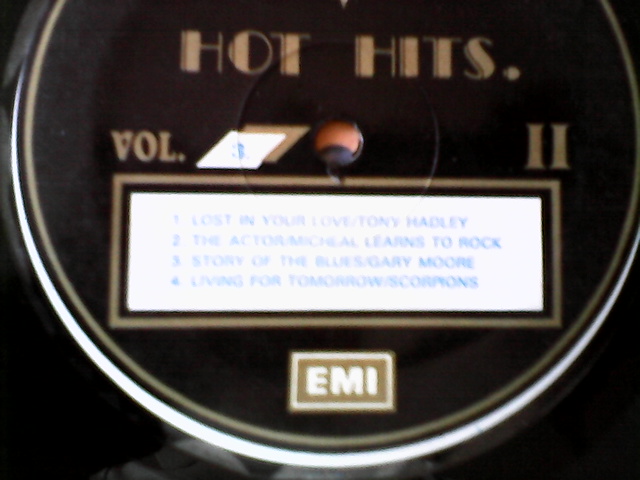 HOT HITS.
VOL. 3. II
1. LOST IN YOUR LOVE/TONY HADLEY
2. THE ACTOR/MICHEAL LEARNS TO ROCK
3. STORY OF THE BLUES/GARY MOORE
4. LIVING FOR TOMORROW/SCORPIONS
EMI